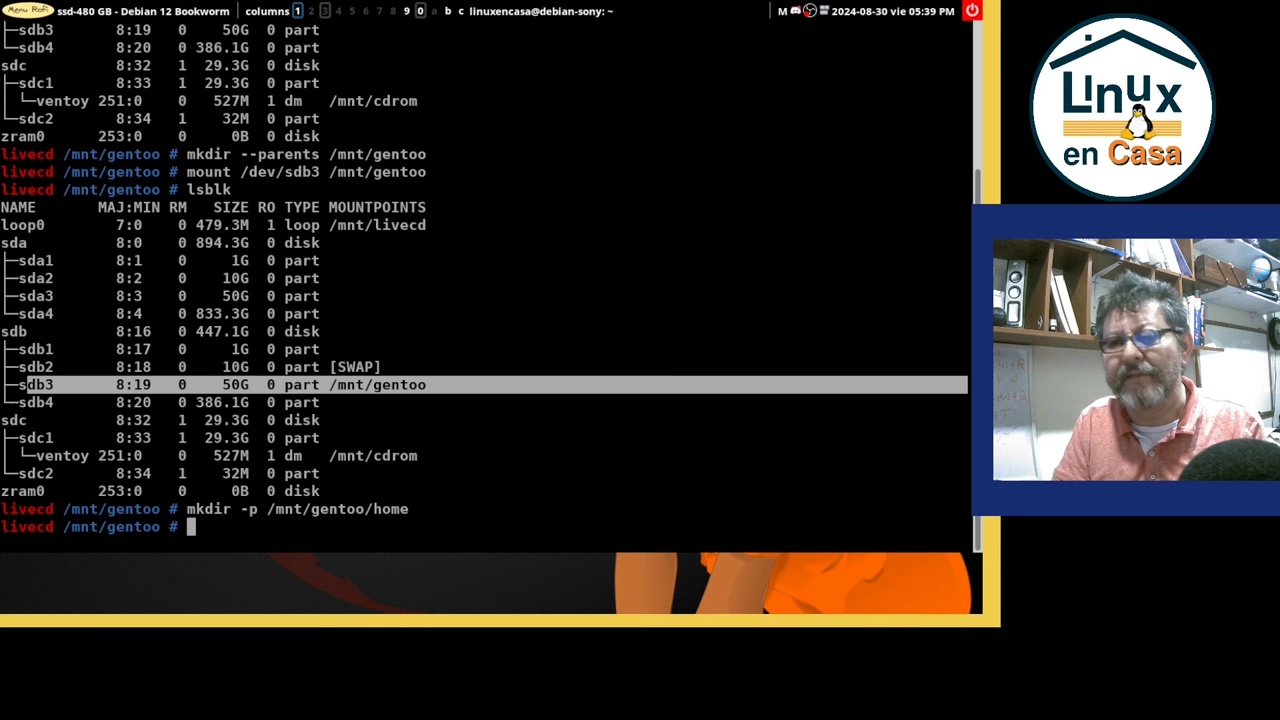 Menu Rofi ssd-480 GB - Debian 12 Bookworm columns 1 2 3 4 5 6 7 8 9 0 a b c linuxencasa@debian-sony: ~ M 2024-08-30 vie 05:39 PM
├─sdb3 8:19 0 50G 0 part
└─sdb4 8:20 0 386.1G 0 part
sdc 8:32 1 29.3G 0 disk
├─sdc1 8:33 1 29.3G 0 part
│ └─ventoy 251:0 0 527M 1 dm /mnt/cdrom
└─sdc2 8:34 1 32M 0 part
zram0 253:0 0 0B 0 disk
livecd /mnt/gentoo # mkdir --parents /mnt/gentoo
livecd /mnt/gentoo # mount /dev/sdb3 /mnt/gentoo
livecd /mnt/gentoo # lsblk
NAME MAJ:MIN RM SIZE RO TYPE MOUNTPOINTS
loop0 7:0 0 479.3M 1 loop /mnt/livecd
sda 8:0 0 894.3G 0 disk
├─sda1 8:1 0 1G 0 part
├─sda2 8:2 0 10G 0 part
├─sda3 8:3 0 50G 0 part
└─sda4 8:4 0 833.3G 0 part
sdb 8:16 0 447.1G 0 disk
├─sdb1 8:17 0 1G 0 part
├─sdb2 8:18 0 10G 0 part [SWAP]
├─sdb3 8:19 0 50G 0 part /mnt/gentoo
└─sdb4 8:20 0 386.1G 0 part
sdc 8:32 1 29.3G 0 disk
├─sdc1 8:33 1 29.3G 0 part
│ └─ventoy 251:0 0 527M 1 dm /mnt/cdrom
└─sdc2 8:34 1 32M 0 part
zram0 253:0 0 0B 0 disk
livecd /mnt/gentoo # mkdir -p /mnt/gentoo/home
livecd /mnt/gentoo #
Linux
en Casa